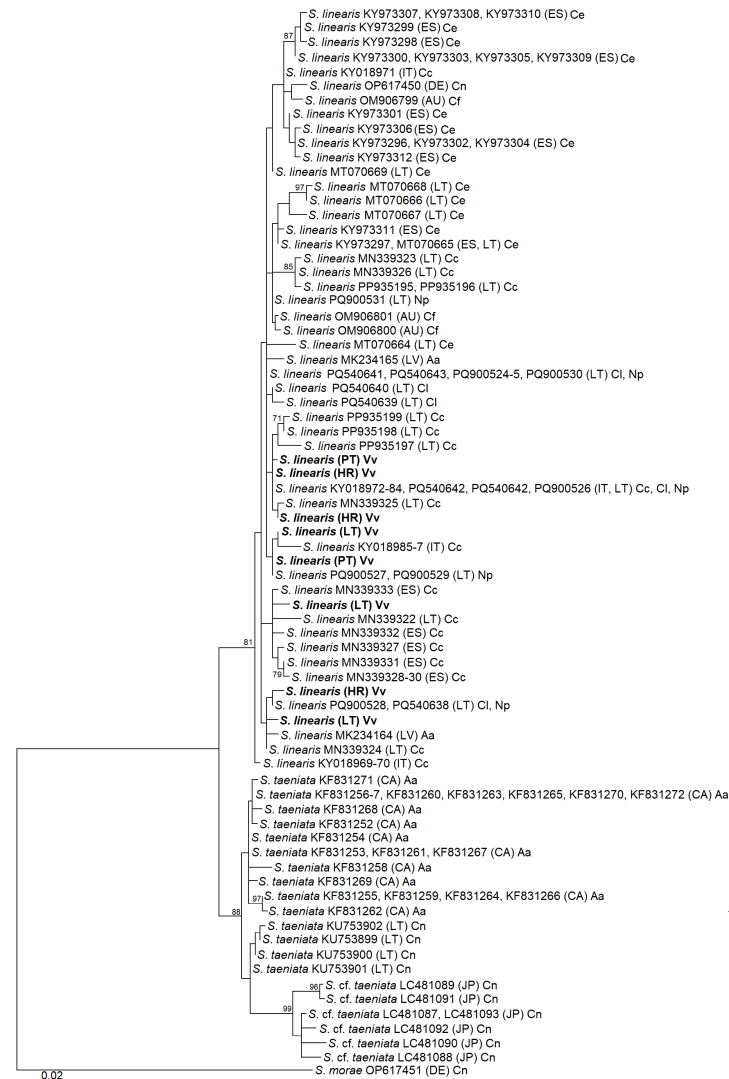 S. linearis KY973307, KY973308, KY973310 (ES) Ce
87
S. linearis KY973299 (ES) Ce
S. linearis KY973298 (ES) Ce
S. linearis KY973300, KY973303, KY973305, KY973309 (ES) Ce
S. linearis KY018971 (IT) Cc
S. linearis OP617450 (DE) Cn
S. linearis OM906799 (AU) Cf
S. linearis KY973301 (ES) Ce
S. linearis KY973306 (ES) Ce
S. linearis KY973296, KY973302, KY973304 (ES) Ce
S. linearis KY973312 (ES) Ce
S. linearis MT070669 (LT) Ce
97
S. linearis MT070668 (LT) Ce
S. linearis MT070666 (LT) Ce
S. linearis MT070667 (LT) Ce
S. linearis KY973311 (ES) Ce
S. linearis KY973297, MT070665 (ES, LT) Ce
S. linearis MN339323 (LT) Cc
85
S. linearis MN339326 (LT) Cc
S. linearis PP935195, PP935196 (LT) Cc
S. linearis PQ900531 (LT) Np
S. linearis OM906801 (AU) Cf
S. linearis OM906800 (AU) Cf
S. linearis MT070664 (LT) Ce
S. linearis MK234165 (LV) Aa
S. linearis PQ540641, PQ540643, PQ900524-5, PQ900530 (LT) Cl, Np
S. linearis PQ540640 (LT) Cl
S. linearis PQ540639 (LT) Cl
71
S. linearis PP935199 (LT) Cc
S. linearis PP935198 (LT) Cc
S. linearis PP935197 (LT) Cc
S. linearis (PT) Vv
S. linearis (HR) Vv
S. linearis KY018972-84, PQ540642, PQ540642, PQ900526 (IT, LT) Cc, Cl, Np
S. linearis MN339325 (LT) Cc
S. linearis (HR) Vv
S. linearis (LT) Vv
S. linearis KY018985-7 (IT) Cc
S. linearis (PT) Vv
S. linearis PQ900527, PQ900529 (LT) Np
S. linearis MN339333 (ES) Cc
S. linearis (LT) Vv
S. linearis MN339322 (LT) Cc
S. linearis MN339332 (ES) Cc
81
S. linearis MN339327 (ES) Cc
S. linearis MN339331 (ES) Cc
79
S. linearis MN339328-30 (ES) Cc
S. linearis (HR) Vv
S. linearis PQ900528, PQ540638 (LT) Cl, Np
S. linearis (LT) Vv
S. linearis MK234164 (LV) Aa
S. linearis MN339324 (LT) Cc
S. linearis KY018969-70 (IT) Cc
S. taeniata KF831271 (CA) Aa
S. taeniata KF831256-7, KF831260, KF831263, KF831265, KF831270, KF831272 (CA) Aa
S. taeniata KF831268 (CA) Aa
S. taeniata KF831252 (CA) Aa
S. taeniata KF831254 (CA) Aa
S. taeniata KF831253, KF831261, KF831267 (CA) Aa
S. taeniata KF831258 (CA) Aa
S. taeniata KF831269 (CA) Aa
97
S. taeniata KF831255, KF831259, KF831264, KF831266 (CA) Aa
88
S. taeniata KF831262 (CA) Aa
S. taeniata KU753902 (LT) Cn
S. taeniata KU753899 (LT) Cn
S. taeniata KU753900 (LT) Cn
S. taeniata KU753901 (LT) Cn
96
S. cf. taeniata LC481089 (JP) Cn
S. cf. taeniata LC481091 (JP) Cn
99
S. cf. taeniata LC481087, LC481093 (JP) Cn
S. cf. taeniata LC481092 (JP) Cn
S. cf. taeniata LC481090 (JP) Cn
S. cf. taeniata LC481088 (JP) Cn
S. morae OP617451 (DE) Cn
0.02